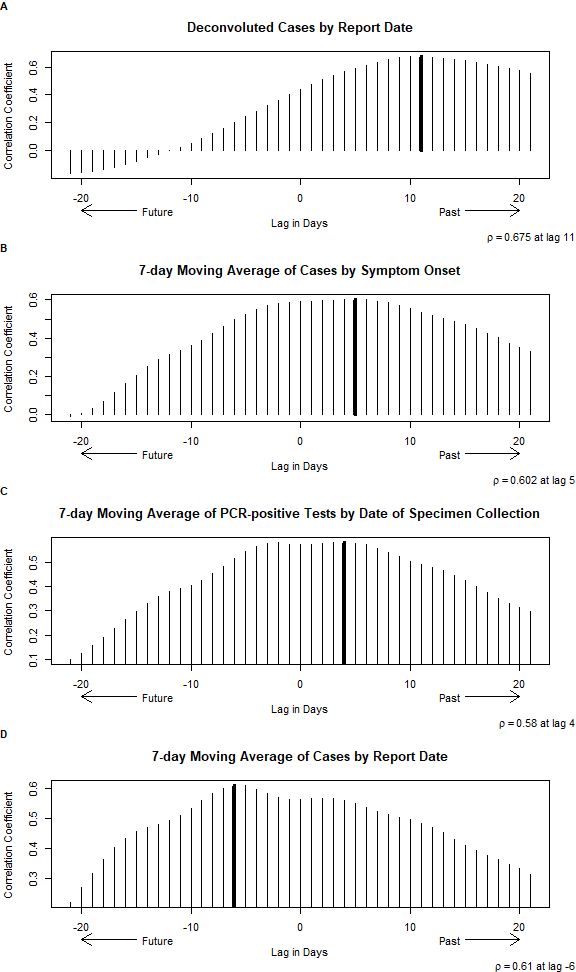 A
Deconvoluted Cases by Report Date
Correlation Coefficient
0.6
0.4
0.2
0.0
-20 -10 0 10 20
Future Past
Lag in Days
ρ = 0.675 at lag 11
B
7-day Moving Average of Cases by Symptom Onset
Correlation Coefficient
0.6
0.4
0.2
0.0
-20 -10 0 10 20
Future Past
Lag in Days
ρ = 0.602 at lag 5
C
7-day Moving Average of PCR-positive Tests by Date of Specimen Collection
Correlation Coefficient
0.5
0.4
0.3
0.2
0.1
-20 -10 0 10 20
Future Past
Lag in Days
ρ = 0.58 at lag 4
D
7-day Moving Average of Cases by Report Date
Correlation Coefficient
0.6
0.5
0.4
0.3
-20 -10 0 10 20
Future Past
Lag in Days
ρ = 0.61 at lag -6